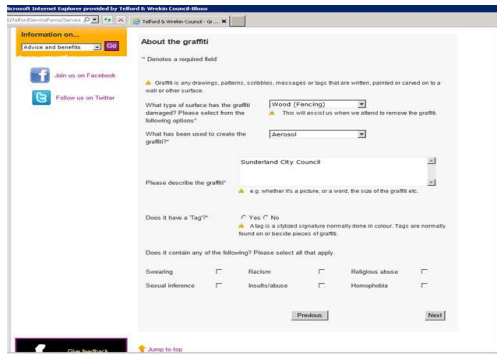 Microsoft Internet Explorer provided by Telford & Wrekin Council-Bloxx
Telford & Wrekin Council - Gr...
Information on...
Advice and benefits
Go
Join us on Facebook
Follow us on Twitter
About the graffiti
* Denotes a required field
Graffiti is any drawings, patterns, scribbles, messages or tags that are written, painted or carved on to a
wall or other surface.
What type of surface has the graffiti
damaged? Please select from the
following options*
Wood (Fencing)
This will assist us when we attend to remove the graffiti.
What has been used to create the
graffiti?*
Aerosol
Please describe the graffiti*
Sunderland City Council
e.g. whether it's a picture, or a word, the size of the graffiti etc.
Does it have a 'Tag'?*
Yes No
A tag is a stylized signature normally done in colour. Tags are normally
found on or beside pieces of graffiti.
Does it contain any of the following? Please select all that apply.
Swearing Racism Religious abuse
Sexual inference Insults/abuse Homophobia
Previous Next
Give feedback
Jump to top